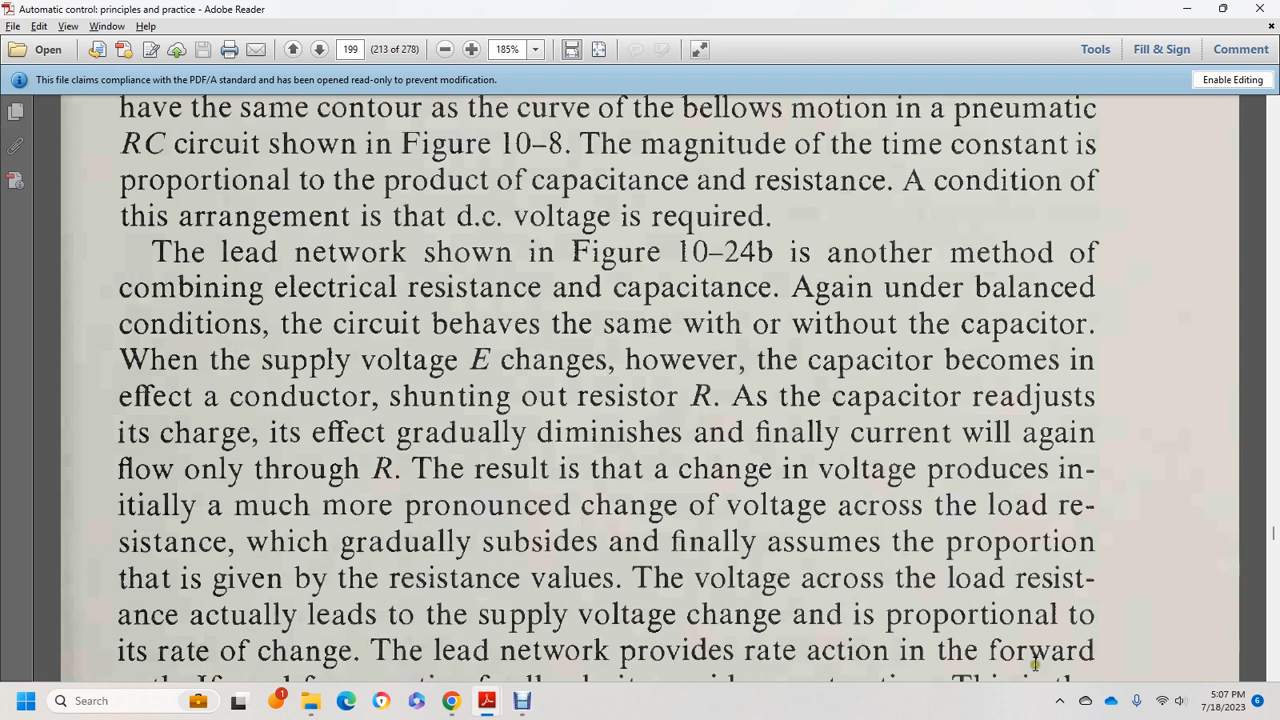 Automatic control: principles and practice - Adobe Reader
File Edit View Window Help
Open 199 (213 of 278) 185% Tools Fill & Sign Comment
This file claims compliance with the PDF/A standard and has been opened read-only to prevent modification. Enable Editing
have the same contour as the curve of the bellows motion in a pneumatic
RC circuit shown in Figure 10–8. The magnitude of the time constant is
proportional to the product of capacitance and resistance. A condition of
this arrangement is that d.c. voltage is required.
The lead network shown in Figure 10–24b is another method of
combining electrical resistance and capacitance. Again under balanced
conditions, the circuit behaves the same with or without the capacitor.
When the supply voltage E changes, however, the capacitor becomes in
effect a conductor, shunting out resistor R. As the capacitor readjusts
its charge, its effect gradually diminishes and finally current will again
flow only through R. The result is that a change in voltage produces in-
itially a much more pronounced change of voltage across the load re-
sistance, which gradually subsides and finally assumes the proportion
that is given by the resistance values. The voltage across the load resist-
ance actually leads to the supply voltage change and is proportional to
its rate of change. The lead network provides rate action in the forward
Search 1 5:07 PM
7/18/2023 6